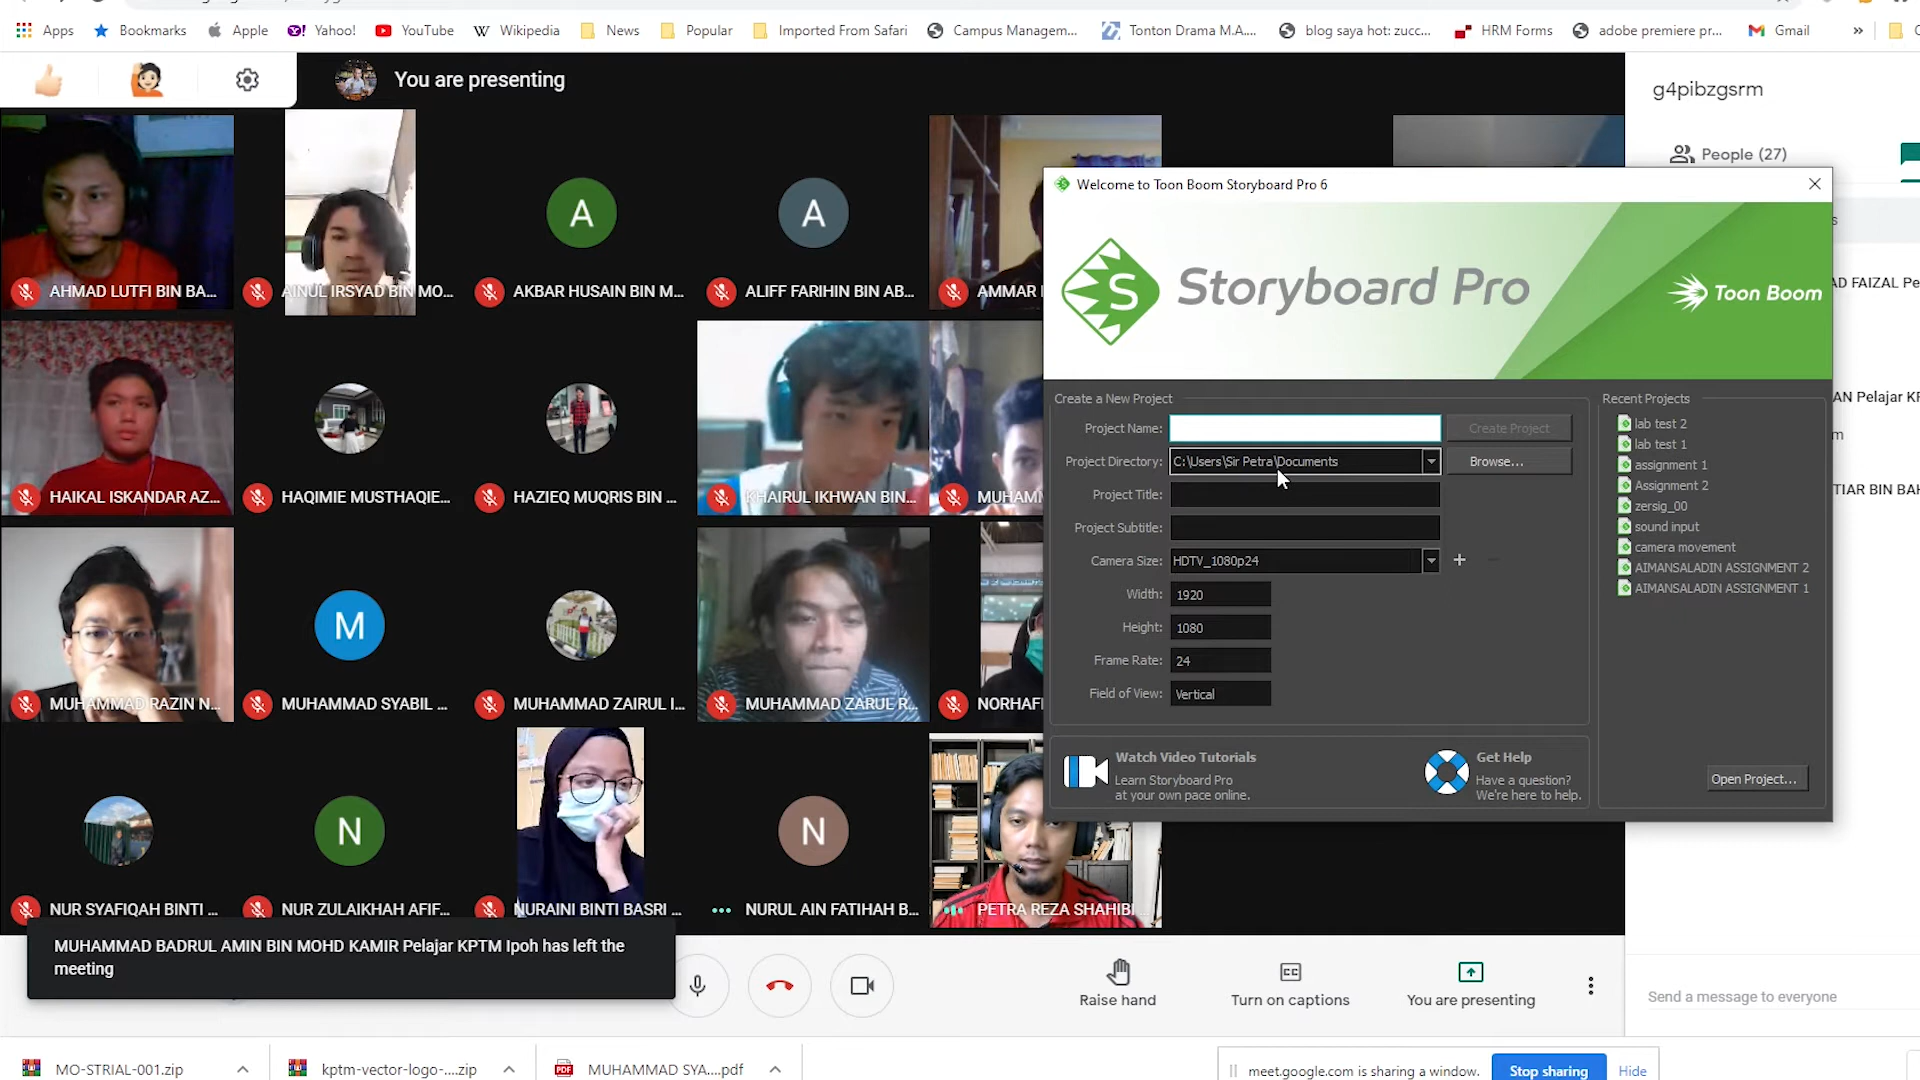 Apps
Bookmarks
Apple
Yahoo!
YouTube
W Wikipedia
News
Popular
Imported From Safari
Campus Managem...
Tonton Drama M.A....
blog saya hot: zucc...
HRM Forms
adobe premiere pr...
Gmail
»
You are presenting
g4pibzgsrm
People (27)
AHMAD LUTFI BIN BA...
AINUL IRSYAD BIN MO...
A
AKBAR HUSAIN BIN M...
A
ALIFF FARIHIN BIN AB...
AMMAR
HAIKAL ISKANDAR AZ...
HAQIMIE MUSTHAQIE...
HAZIEQ MUQRIS BIN ...
KHAIRUL IKHWAN BIN...
MUHAMM
MUHAMMAD RAZIN N...
M
MUHAMMAD SYABIL ...
MUHAMMAD ZAIRUL I...
MUHAMMAD ZARUL R...
NORHAFI
NUR SYAFIQAH BINTI ...
N
NUR ZULAIKHAH AFIF...
NURAINI BINTI BASRI ...
N
NURUL AIN FATIHAH B...
PETRA REZA SHAHIBI
Welcome to Toon Boom Storyboard Pro 6
S
Storyboard Pro
Toon Boom
Create a New Project
Project Name:
Create Project
Project Directory: C:\Users\Sir Petra\Documents
Browse...
Project Title:
Project Subtitle:
Camera Size: HDTV_1080p24
Width: 1920
Height: 1080
Frame Rate: 24
Field of View: Vertical
Recent Projects
lab test 2
lab test 1
assignment 1
Assignment 2
zersig_00
sound input
camera movement
AIMANSALADIN ASSIGNMENT 2
AIMANSALADIN ASSIGNMENT 1
Watch Video Tutorials
Learn Storyboard Pro
at your own pace online.
Get Help
Have a question?
We're here to help.
Open Project...
s
AD FAIZAL Pe
AN Pelajar KP
m
TIAR BIN BAH
MUHAMMAD BADRUL AMIN BIN MOHD KAMIR Pelajar KPTM Ipoh has left the
meeting
Raise hand
Turn on captions
You are presenting
Send a message to everyone
MO-STRIAL-001.zip
kptm-vector-logo-....zip
PDF
MUHAMMAD SYA....pdf
meet.google.com is sharing a window.
Stop sharing
Hide